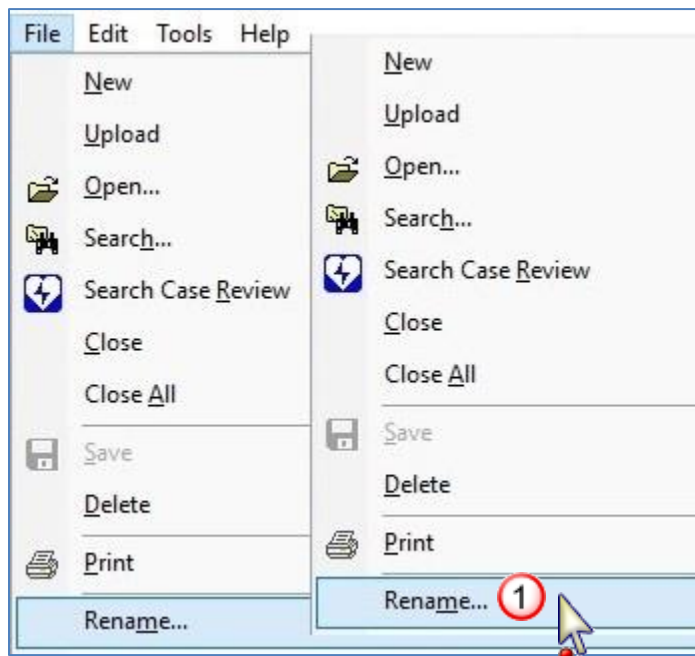 File Edit Tools Help
New
Upload
Open...
Search...
Search Case Review
Close
Close All
Save
Delete
Print
Rename...
New
Upload
Open...
Search...
Search Case Review
Close
Close All
Save
Delete
Print
Rename... 1